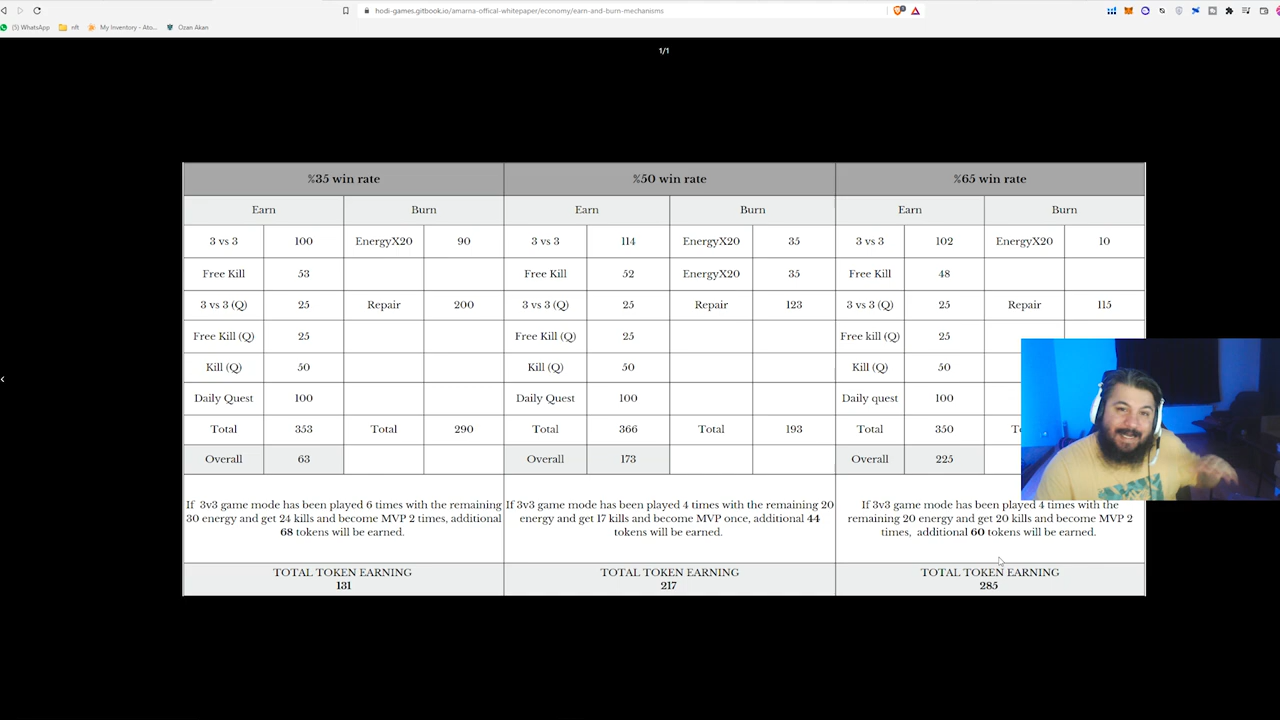 hodi-games.gitbook.io/amarna-offical-whitepaper/economy/earn-and-burn-mechanisms
(5) WhatsApp nft My Inventory - Ato... Ozan Akan
1/1
%35 win rate %50 win rate %65 win rate
Earn Burn Earn Burn Earn Burn
3 vs 3 100 EnergyX20 90 3 vs 3 114 EnergyX20 35 3 vs 3 102 EnergyX20 10
Free Kill 53 Free Kill 52 EnergyX20 35 Free Kill 48
3 vs 3 (Q) 25 Repair 200 3 vs 3 (Q) 25 Repair 123 3 vs 3 (Q) 25 Repair 115
Free Kill (Q) 25 Free Kill (Q) 25 Free kill (Q) 25
Kill (Q) 50 Kill (Q) 50 Kill (Q) 50
Daily Quest 100 Daily Quest 100 Daily quest 100
Total 353 Total 290 Total 366 Total 193 Total 350
Overall 63 Overall 173 Overall 225
If 3v3 game mode has been played 6 times with the remaining
30 energy and get 24 kills and become MVP 2 times, additional
68 tokens will be earned.
If 3v3 game mode has been played 4 times with the remaining 20
energy and get 17 kills and become MVP once, additional 44
tokens will be earned.
If 3v3 game mode has been played 4 times with the
remaining 20 energy and get 20 kills and become MVP 2
times, additional 60 tokens will be earned.
TOTAL TOKEN EARNING TOTAL TOKEN EARNING TOTAL TOKEN EARNING
131 217 285